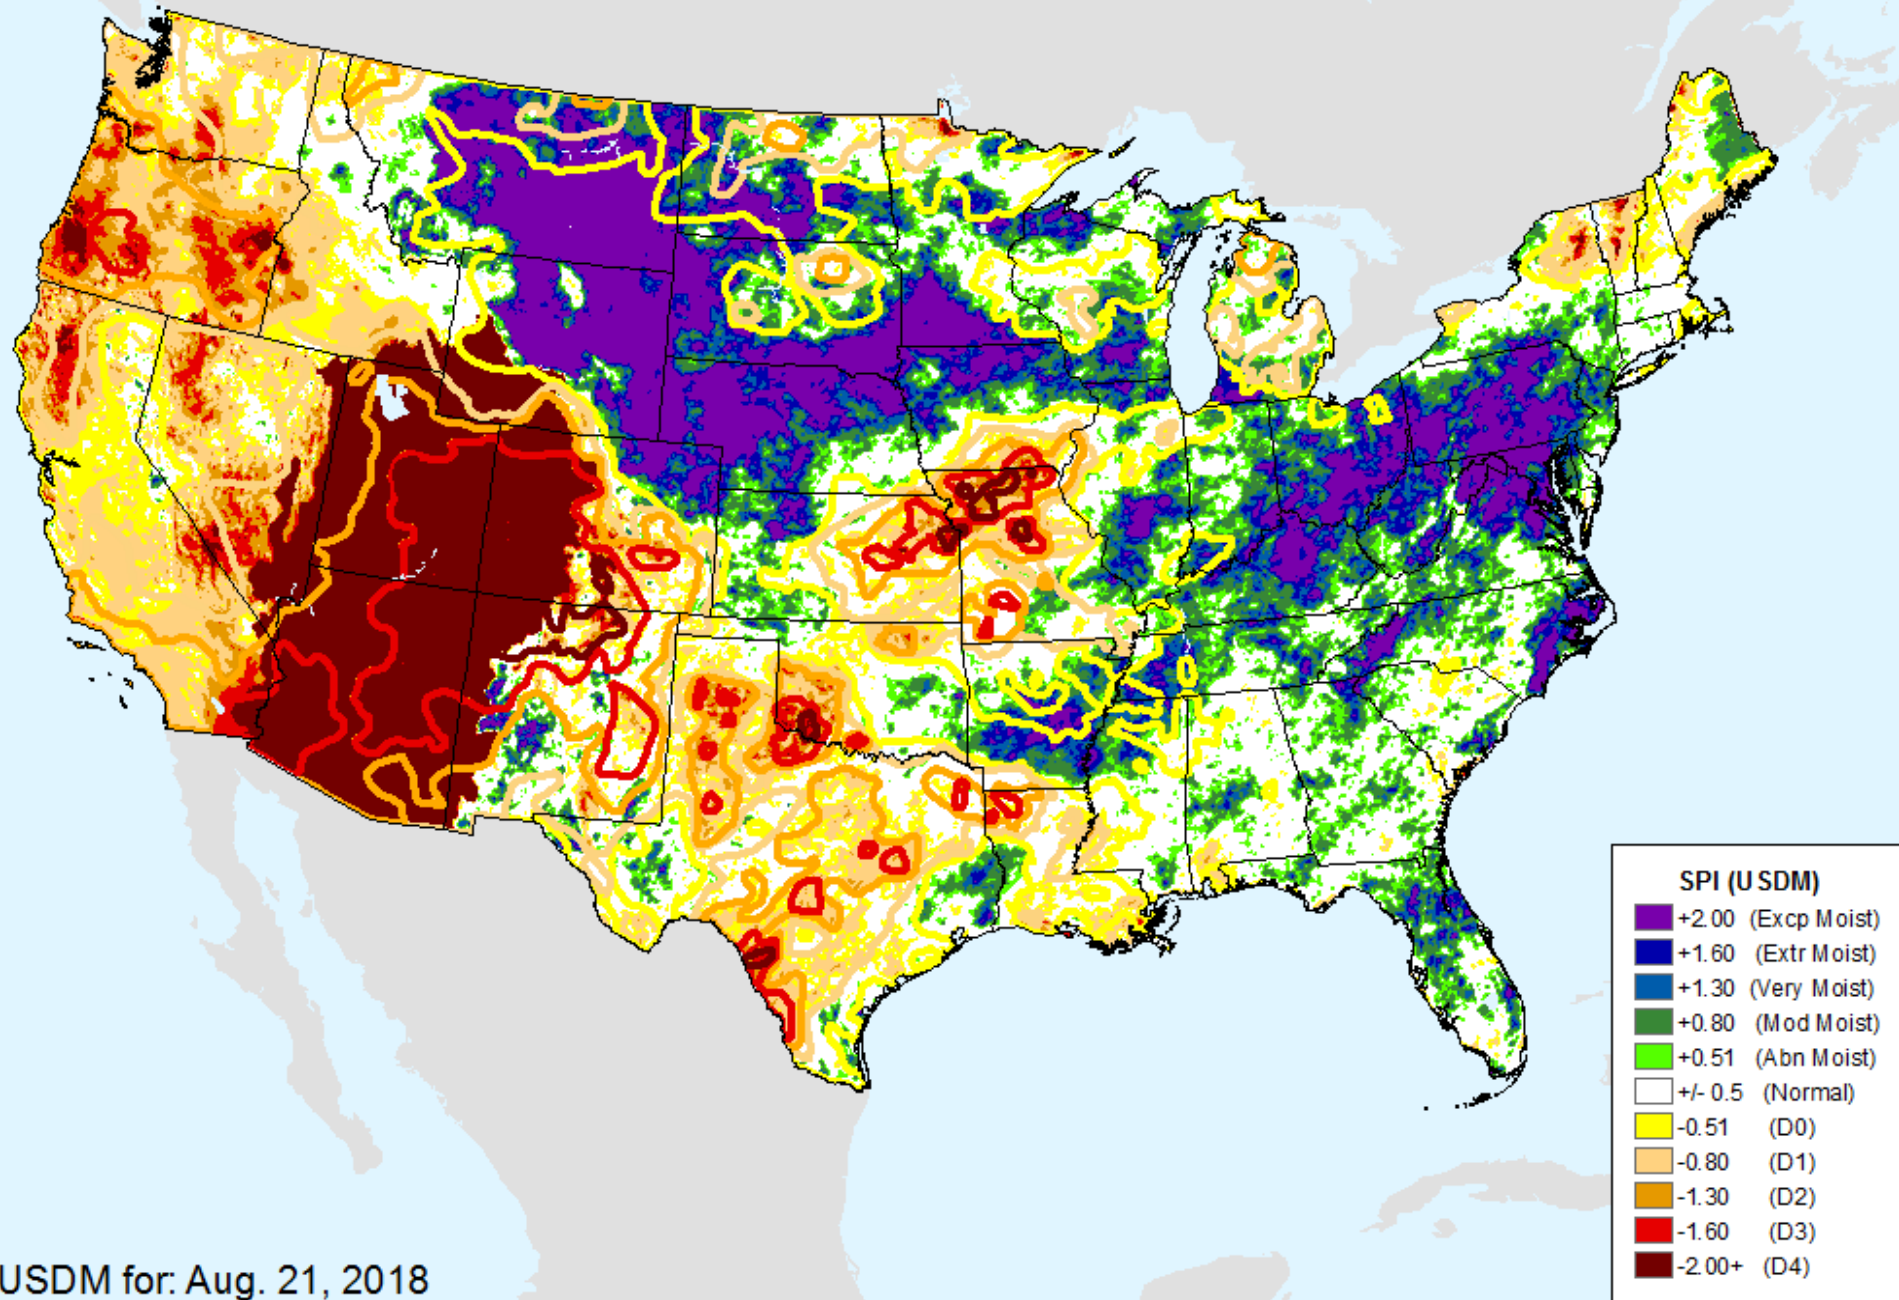 SPI (USDM)
+2.00 (Excp Moist)
+1.60 (Extr Moist)
+1.30 (Very Moist)
+0.80 (Mod Moist)
+0.51 (Abn Moist)
+/- 0.5 (Normal)
-0.51 (D0)
-0.80 (D1)
-1.30 (D2)
-1.60 (D3)
-2.00+ (D4)
USDM for: Aug. 21, 2018